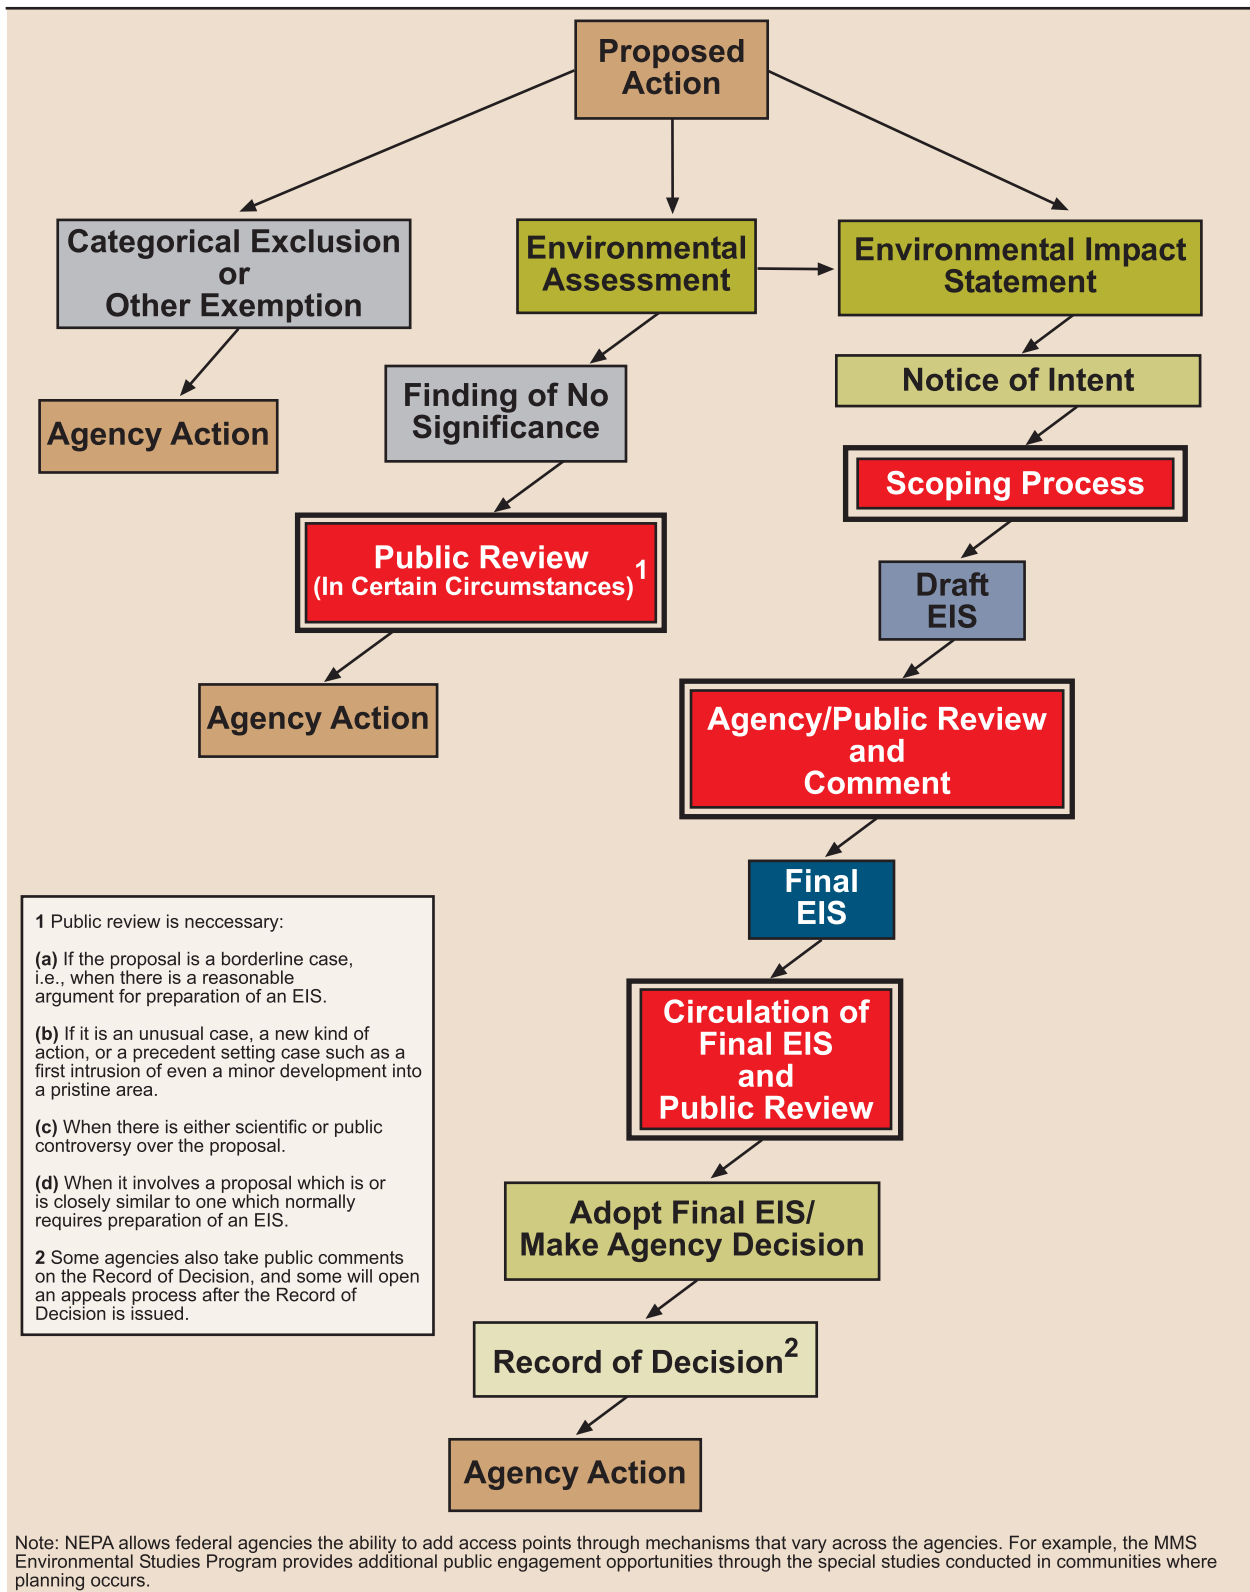 Proposed
Action
Categorical Exclusion
or
Other Exemption
Environmental
Assessment
Environmental Impact
Statement
Agency Action
Finding of No
Significance
Notice of Intent
Scoping Process
Public Review
(In Certain Circumstances)1
Draft
EIS
Agency Action
Agency/Public Review
and
Comment
Final
EIS
Circulation of
Final EIS
and
Public Review
Adopt Final EIS/
Make Agency Decision
Record of Decision2
Agency Action
1 Public review is neccessary:
(a) If the proposal is a borderline case,
i.e., when there is a reasonable
argument for preparation of an EIS.
(b) If it is an unusual case, a new kind of
action, or a precedent setting case such as a
first intrusion of even a minor development into
a pristine area.
(c) When there is either scientific or public
controversy over the proposal.
(d) When it involves a proposal which is or
is closely similar to one which normally
requires preparation of an EIS.
2 Some agencies also take public comments
on the Record of Decision, and some will open
an appeals process after the Record of
Decision is issued.
Note: NEPA allows federal agencies the ability to add access points through mechanisms that vary across the agencies. For example, the MMS
Environmental Studies Program provides additional public engagement opportunities through the special studies conducted in communities where
planning occurs.